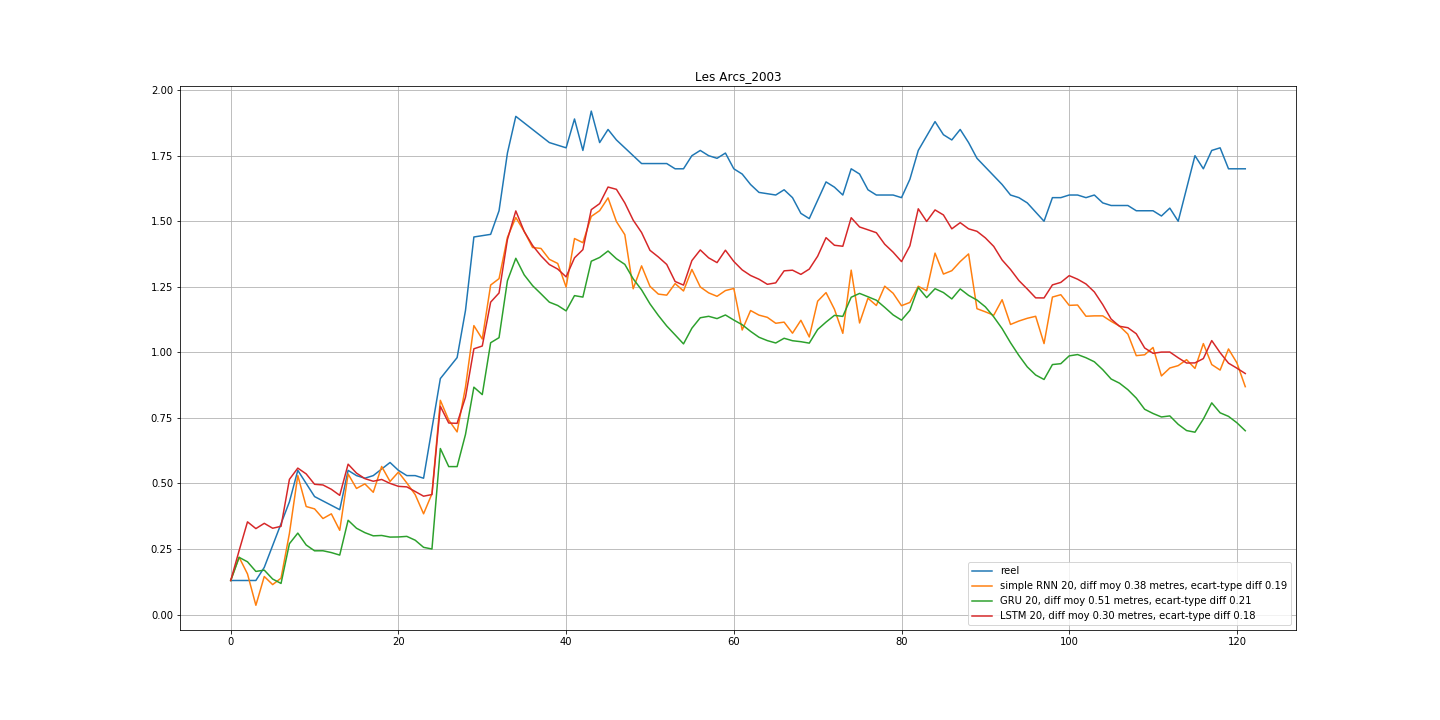 Les Arcs_2003
2.00
1.75
1.50
1.25
1.00
0.75
0.50
0.25
0.00
0 20 40 60 80 100 120
reel
simple RNN 20, diff moy 0.38 metres, ecart-type diff 0.19
GRU 20, diff moy 0.51 metres, ecart-type diff 0.21
LSTM 20, diff moy 0.30 metres, ecart-type diff 0.18